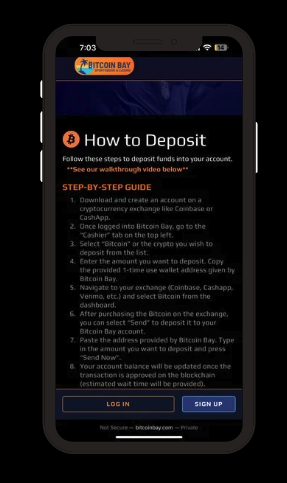 7:03
BITCOIN BAY
SPORTSBOOK & CASINO
How to Deposit
Follow these steps to deposit funds into your account.
**See our walkthrough video below**
STEP-BY-STEP GUIDE
1. Download and create an account on a
cryptocurrency exchange like Coinbase or
CashApp.
2. Once logged into Bitcoin Bay, go to the
"Cashier" tab on the top left.
3. Select "Bitcoin" or the crypto you wish to
deposit from the list.
4. Enter the amount you want to deposit. Copy
the provided 1-time use wallet address given by
Bitcoin Bay.
5. Navigate to your exchange (Coinbase, Cashapp,
Venmo, etc.) and select Bitcoin from the
dashboard.
6. After purchasing the Bitcoin on the exchange,
you can select "Send" to deposit it to your
Bitcoin Bay account.
7. Paste the address provided by Bitcoin Bay. Type
in the amount you want to deposit and press
"Send Now".
8. Your account balance will be updated once the
transaction is approved on the blockchain
(estimated wait time will be provided).
LOG IN
SIGN UP
Not Secure — bitcoinbay.com — Private